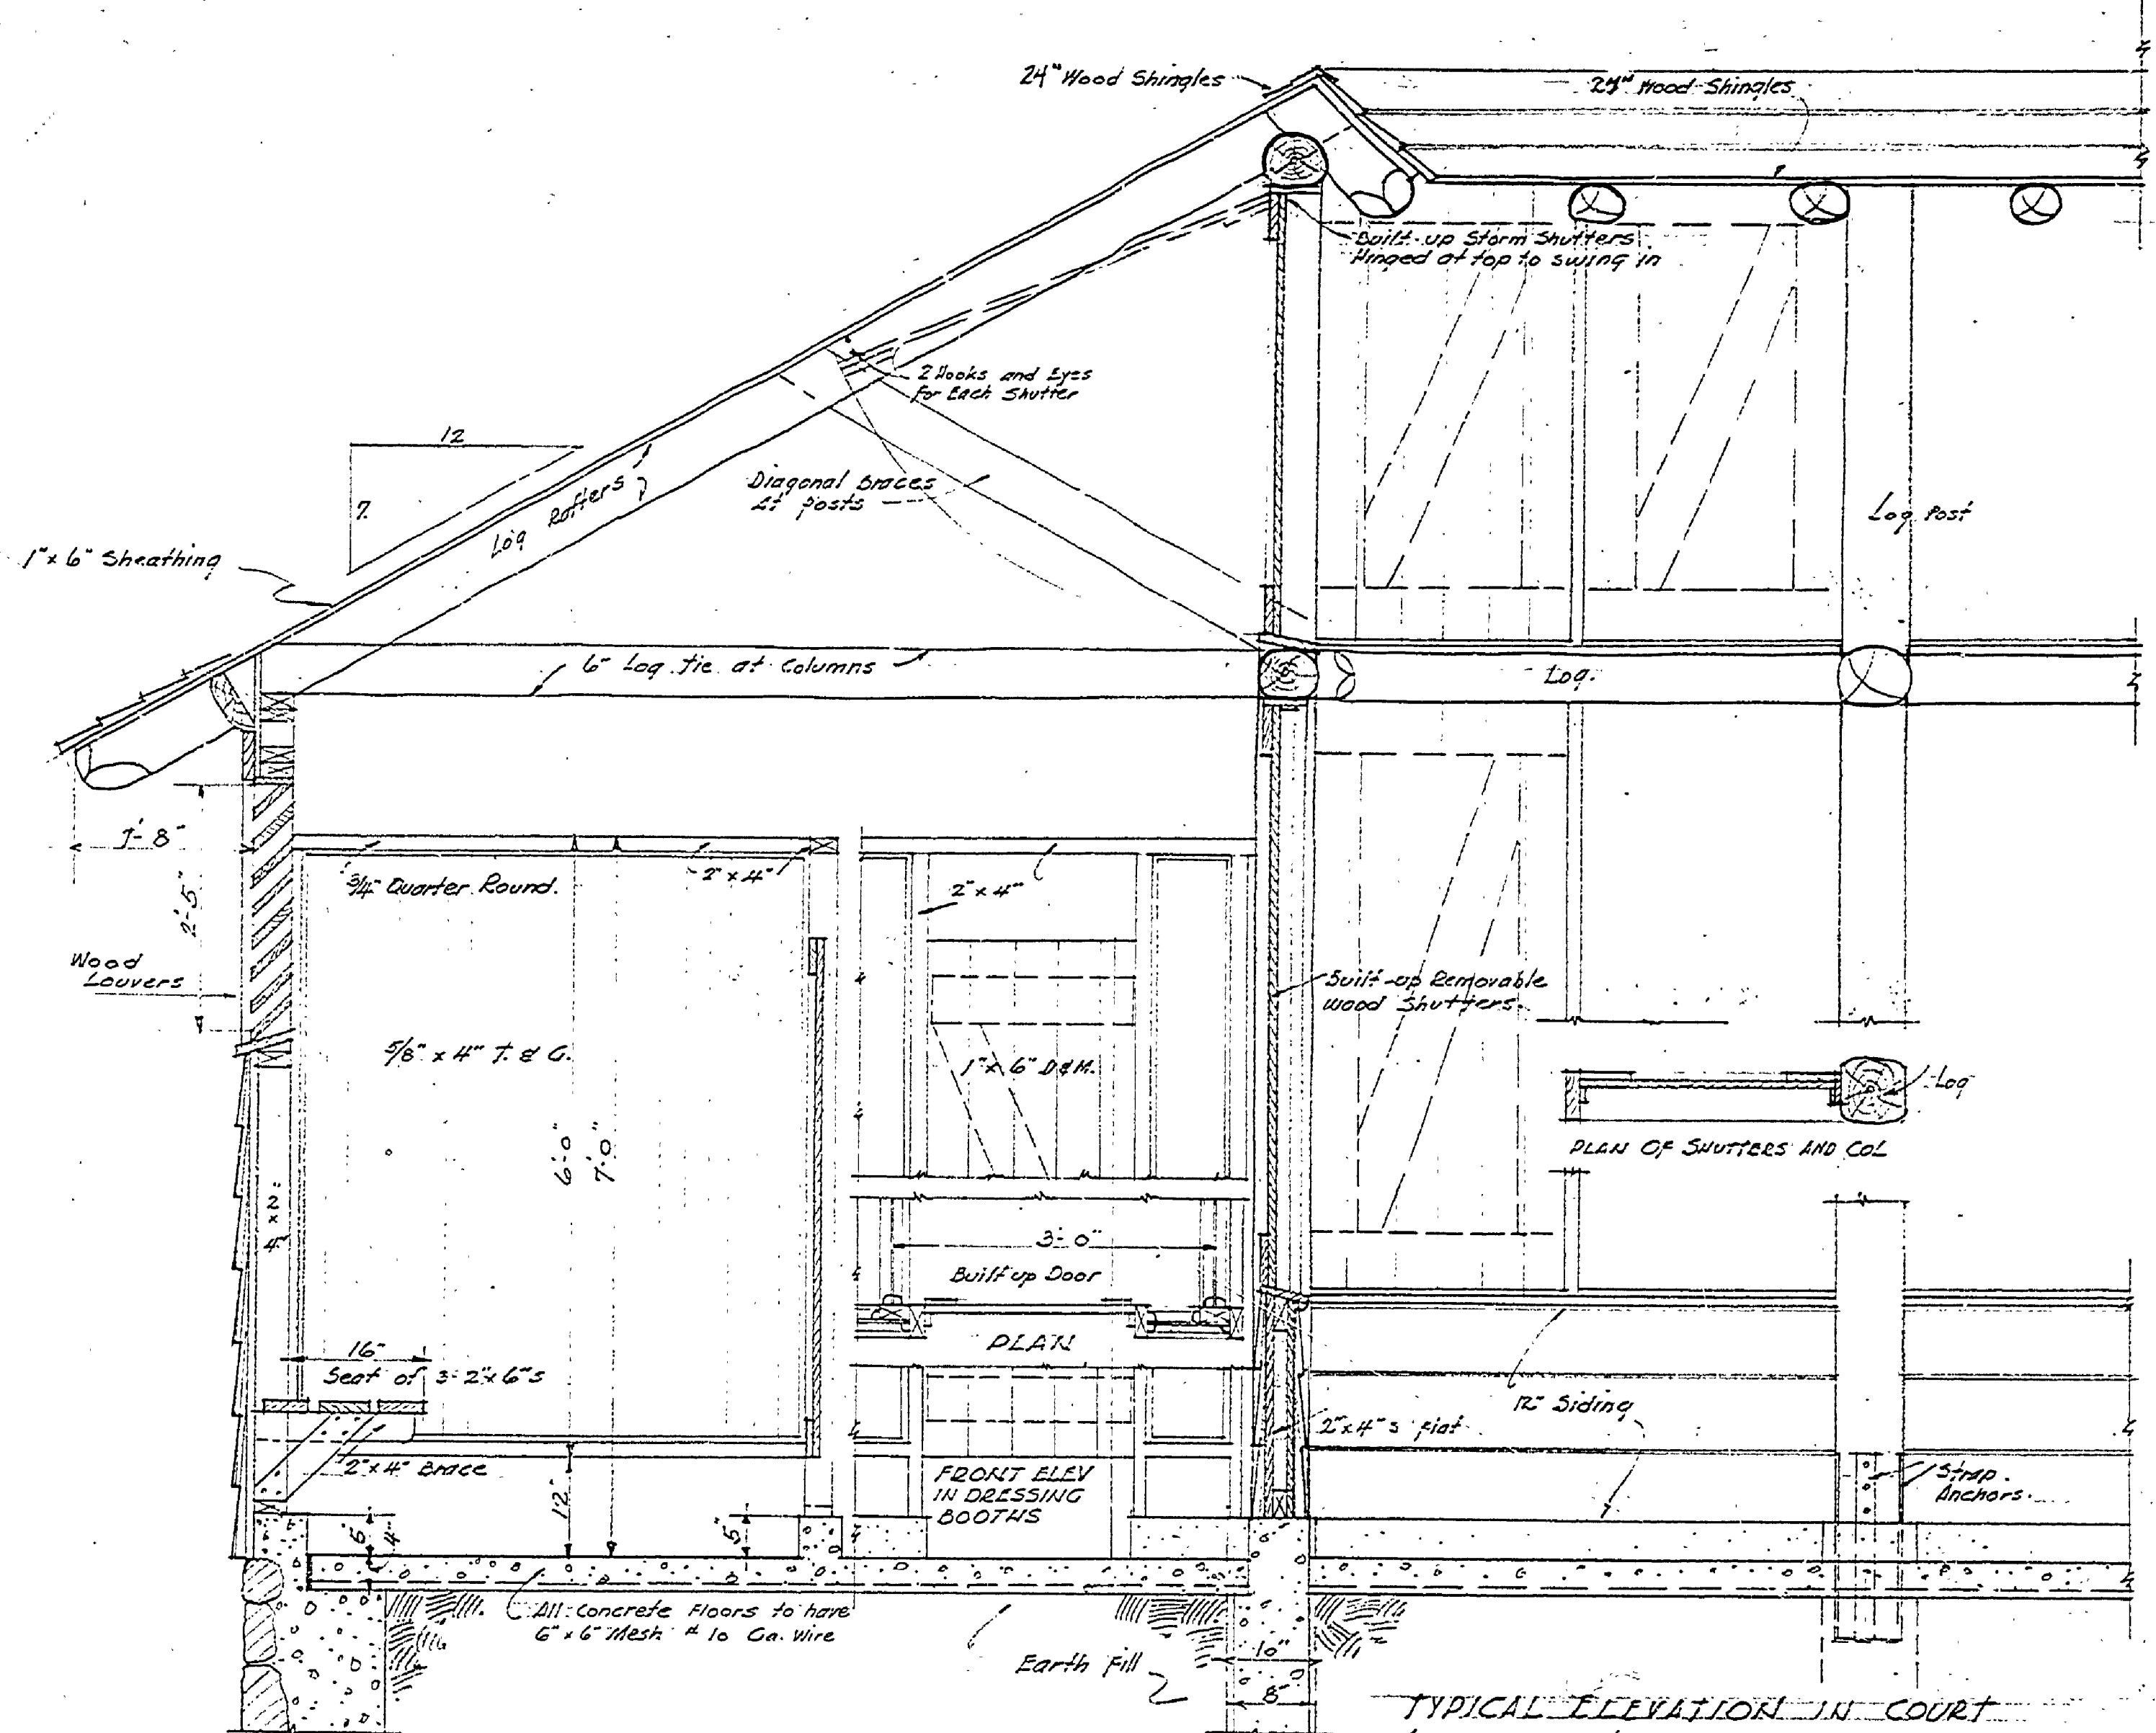 24" Wood Shingles
24" Wood Shingles
Built-up Storm Shutters
Hinged at top to swing in
2 Hooks and Eyes
For Each Shutter
12
7
Diagonal Braces
At Posts
Log Rafters
Log Post
1"x 6" Sheathing
6" Log Tie at Columns
Log.
1'-8"
3/4" Quarter Round.
2"x 4"
2"x 4"
2'-5"
Wood
Louvers
Built-up Removable
Wood Shutters.
5/8" x 4" T. & G.
1"x 6" D&M.
Log
6'-0"
7'-0"
PLAN OF SHUTTERS AND COL
2"x 4"
3'-0"
Built up Door
PLAN
16"
Seat of 3-2"x 6"s
12" Siding
2"x 4"s Flat
2"x 4" Brace
FRONT ELEV
IN DRESSING
BOOTHS
Strap
Anchors.
12"
5"
4"
5"
All Concrete Floors to have
6" x 6" Mesh # 10 Ga. Wire
Earth Fill
10"
8"
TYPICAL ELEVATION IN COURT